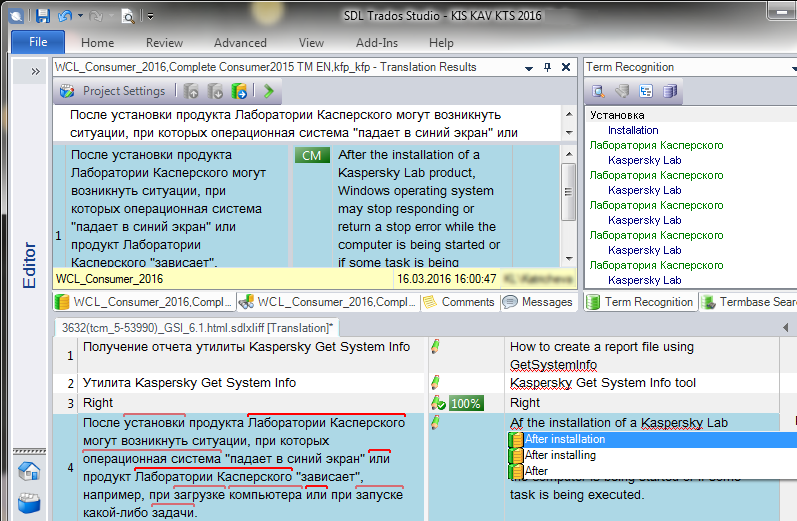 SDL Trados Studio - KIS KAV KTS 2016
File Home Review Advanced View Add-Ins Help
WCL_Consumer_2016,Complete Consumer2015 TM EN,kfp_kfp - Translation Results
Project Settings
После установки продукта Лаборатории Касперского могут возникнуть
ситуации, при которых операционная система "падает в синий экран" или
1
После установки продукта
Лаборатории Касперского могут
возникнуть ситуации, при
которых операционная система
"падает в синий экран" или
продукт Лаборатории
Касперского "зависает",
CM
After the installation of a
Kaspersky Lab product,
Windows operating system
may stop responding or
return a stop error while the
computer is being started or
if some task is being
WCL_Consumer_2016 16.03.2016 16:00:47
WCL_Consumer_2016,Compl... WCL_Consumer_2016,Compl... Comments Messages
Term Recognition
Установка
Installation
Лаборатория Касперского
Kaspersky Lab
Лаборатория Касперского
Kaspersky Lab
Лаборатория Касперского
Kaspersky Lab
Лаборатория Касперского
Kaspersky Lab
Лаборатория Касперского
Kaspersky Lab
Term Recognition Termbase Sear
Editor
3632(tcm_5-53990)_GSI_6.1.html.sdlxliff [Translation]*
1 Получение отчета утилиты Kaspersky Get System Info
How to create a report file using
GetSystemInfo
2 Утилита Kaspersky Get System Info
Kaspersky Get System Info tool
3 Right 100% Right
4
После установки продукта Лаборатории Касперского
могут возникнуть ситуации, при которых
операционная система "падает в синий экран" или
продукт Лаборатории Касперского "зависает",
например, при загрузке компьютера или при запуске
какой-либо задачи.
Af the installation of a Kaspersky Lab
After installation
After installing
After
the computer is being started or if some
task is being executed.